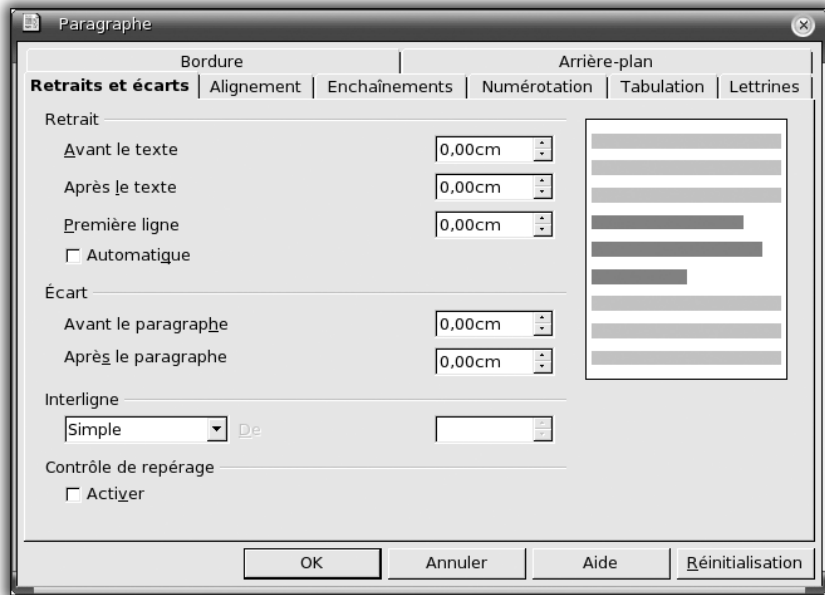 Paragraphe
Bordure Arrière-plan
Retraits et écarts Alignement Enchaînements Numérotation Tabulation Lettrines
Retrait
Avant le texte 0,00cm
Après le texte 0,00cm
Première ligne 0,00cm
Automatique
Écart
Avant le paragraphe 0,00cm
Après le paragraphe 0,00cm
Interligne
Simple De
Contrôle de repérage
Activer
OK Annuler Aide Réinitialisation